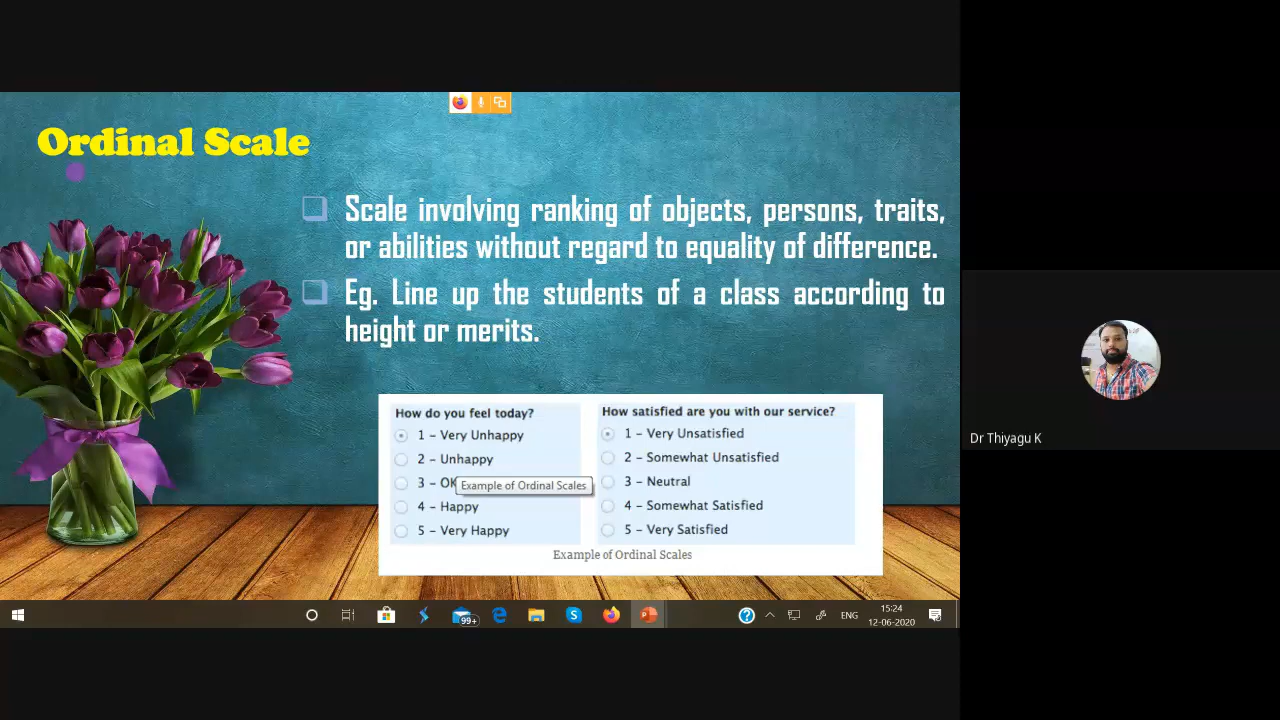 Ordinal Scale
Scale involving ranking of objects, persons, traits,
or abilities without regard to equality of difference.
Eg. Line up the students of a class according to
height or merits.
How do you feel today?
1 – Very Unhappy
2 – Unhappy
3 – OK
4 – Happy
5 – Very Happy
Example of Ordinal Scales
How satisfied are you with our service?
1 – Very Unsatisfied
2 – Somewhat Unsatisfied
3 – Neutral
4 – Somewhat Satisfied
5 – Very Satisfied
Example of Ordinal Scales
Dr Thiyagu K
99+
ENG
15:24
12-06-2020